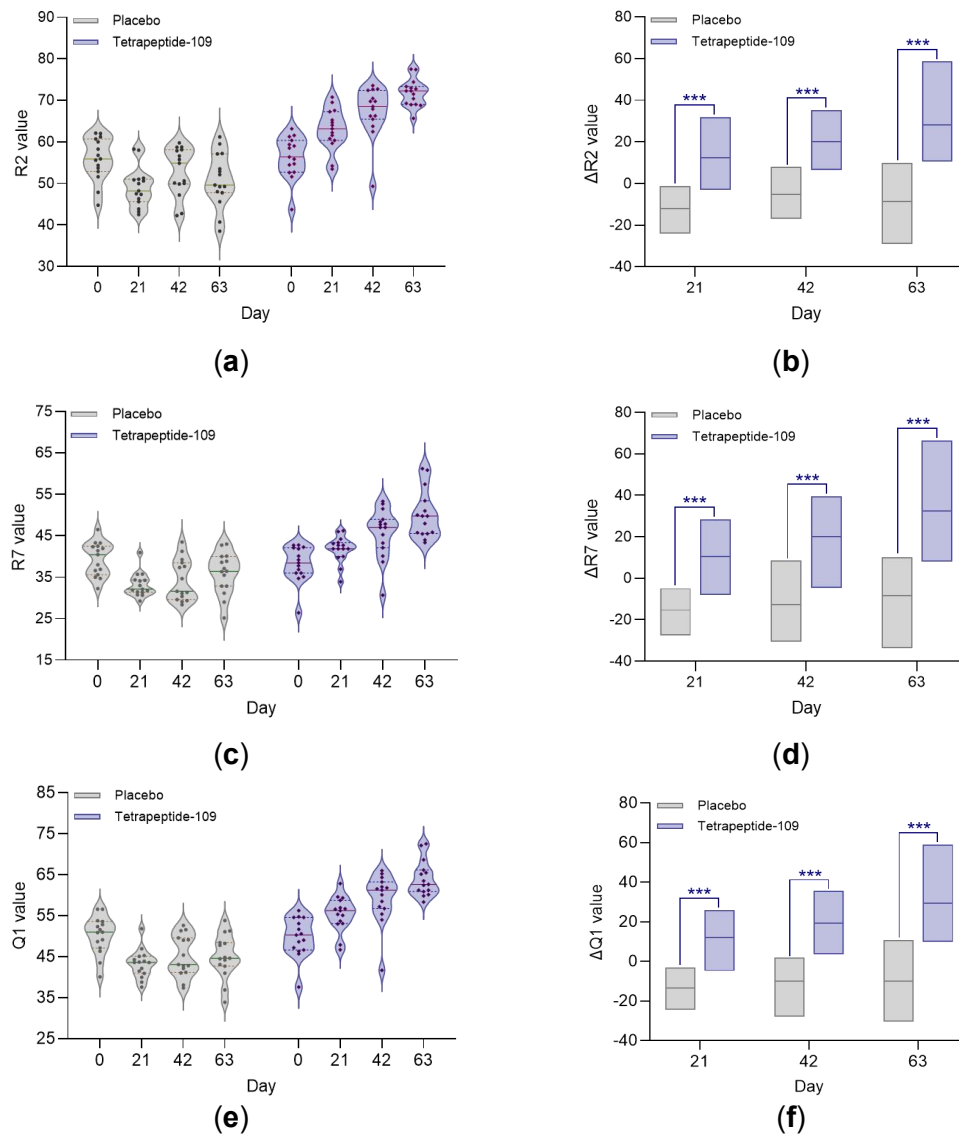 90
80
70
60
50
40
30
R2 value
Placebo
Tetrapeptide-109
0 21 42 63 0 21 42 63
Day
(a)
80
60
40
20
0
-20
-40
ΔR2 value
Placebo
Tetrapeptide-109
*** *** ***
21 42 63
Day
(b)
75
65
55
45
35
25
15
R7 value
Placebo
Tetrapeptide-109
0 21 42 63 0 21 42 63
Day
(c)
80
60
40
20
0
-20
-40
ΔR7 value
Placebo
Tetrapeptide-109
*** *** ***
21 42 63
Day
(d)
85
75
65
55
45
35
25
Q1 value
Placebo
Tetrapeptide-109
0 21 42 63 0 21 42 63
Day
(e)
80
60
40
20
0
-20
-40
ΔQ1 value
Placebo
Tetrapeptide-109
*** *** ***
21 42 63
Day
(f)